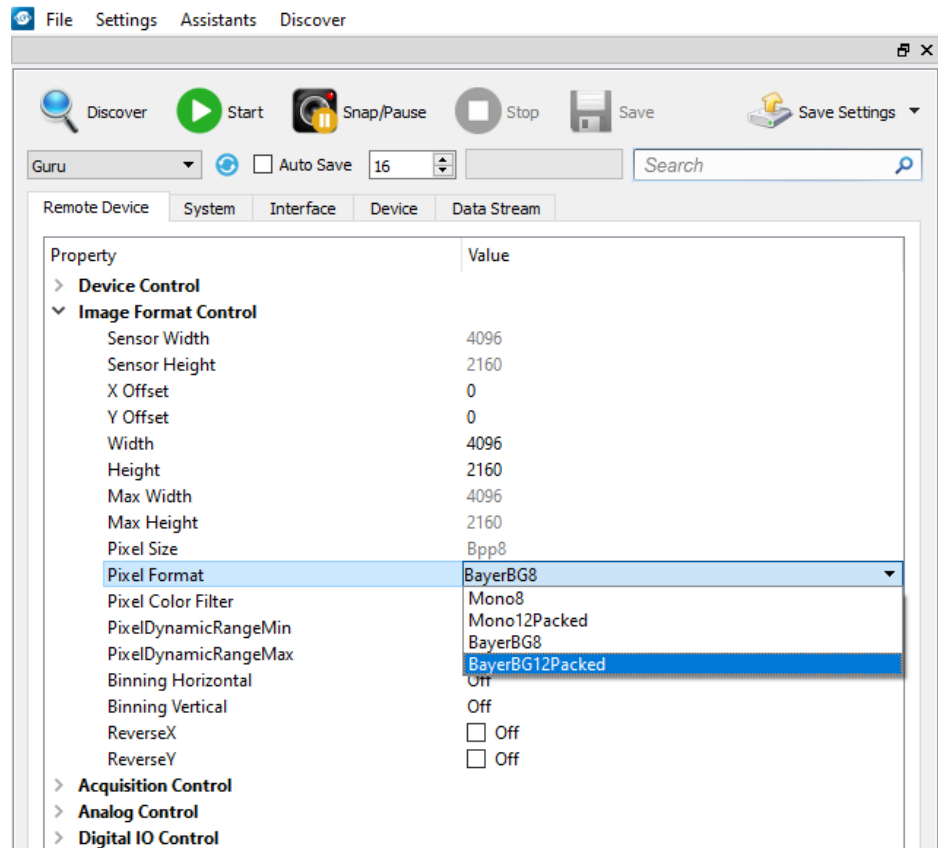 File Settings Assistants Discover
Discover Start Snap/Pause Stop Save Save Settings
Guru Auto Save 16 Search
Remote Device System Interface Device Data Stream
Property Value
Device Control
Image Format Control
Sensor Width 4096
Sensor Height 2160
X Offset 0
Y Offset 0
Width 4096
Height 2160
Max Width 4096
Max Height 2160
Pixel Size Bpp8
Pixel Format BayerBG8
Pixel Color Filter Mono8
PixelDynamicRangeMin Mono12Packed
PixelDynamicRangeMax BayerBG8
BayerBG12Packed
Binning Horizontal Off
Binning Vertical Off
ReverseX Off
ReverseY Off
Acquisition Control
Analog Control
Digital IO Control